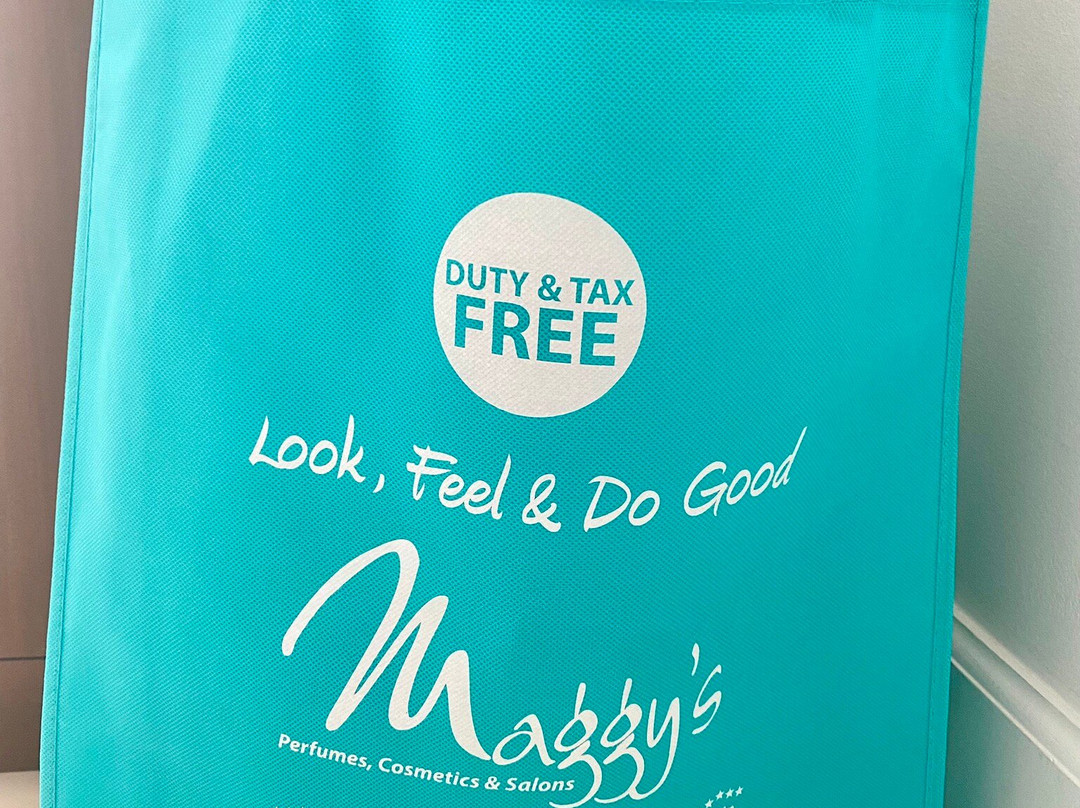 DUTY & TAX
FREE
Look, Feel & Do Good
Maggy's
Perfumes, Cosmetics & Salons